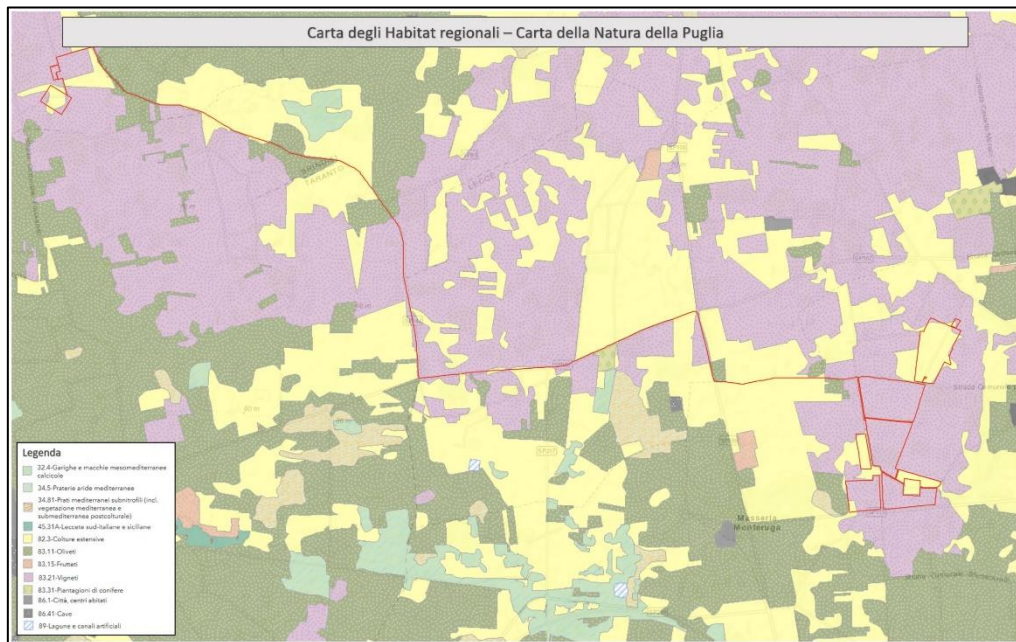 Carta degli Habitat regionali – Carta della Natura della Puglia
BRINDISI
TARANTO
LECCE
Strada Comunale
Masseria
Monteruga
Legenda
32.4-Garighe e macchie mesomediterranee
calcicole
34.5-Praterie aride mediterranee
34.81-Prati mediterranei subnitrofili (incl.
vegetazione mediterranea e
submediterranea postcolturale)
45.31A-Leccete sud-italiane e siciliane
82.3-Colture estensive
83.11-Oliveti
83.15-Frutteti
83.21-Vigneti
83.31-Piantagioni di conifere
86.1-Città, centri abitati
86.41-Cave
89-Lagune e canali artificiali